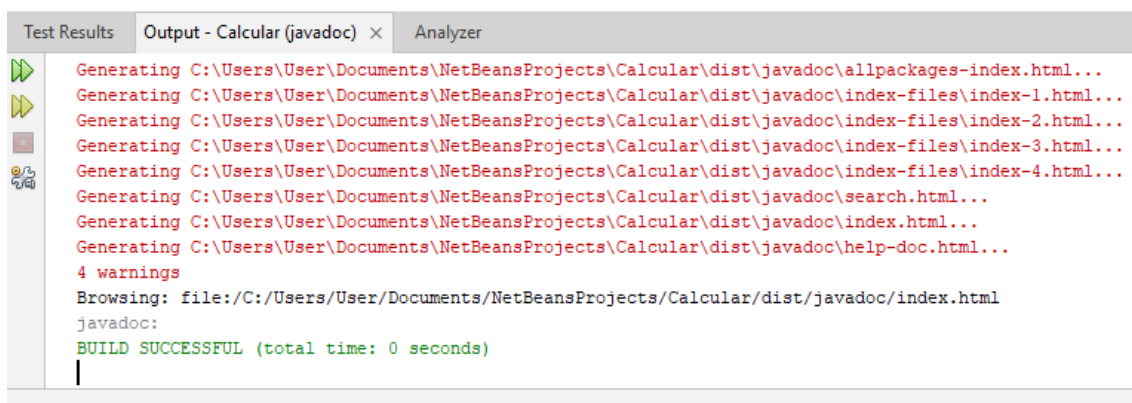 Test Results Output - Calcular (javadoc) × Analyzer
Generating C:\Users\User\Documents\NetBeansProjects\Calcular\dist\javadoc\allpackages-index.html...
Generating C:\Users\User\Documents\NetBeansProjects\Calcular\dist\javadoc\index-files\index-1.html...
Generating C:\Users\User\Documents\NetBeansProjects\Calcular\dist\javadoc\index-files\index-2.html...
Generating C:\Users\User\Documents\NetBeansProjects\Calcular\dist\javadoc\index-files\index-3.html...
Generating C:\Users\User\Documents\NetBeansProjects\Calcular\dist\javadoc\index-files\index-4.html...
Generating C:\Users\User\Documents\NetBeansProjects\Calcular\dist\javadoc\search.html...
Generating C:\Users\User\Documents\NetBeansProjects\Calcular\dist\javadoc\index.html...
Generating C:\Users\User\Documents\NetBeansProjects\Calcular\dist\javadoc\help-doc.html...
4 warnings
Browsing: file:/C:/Users/User/Documents/NetBeansProjects/Calcular/dist/javadoc/index.html
javadoc:
BUILD SUCCESSFUL (total time: 0 seconds)